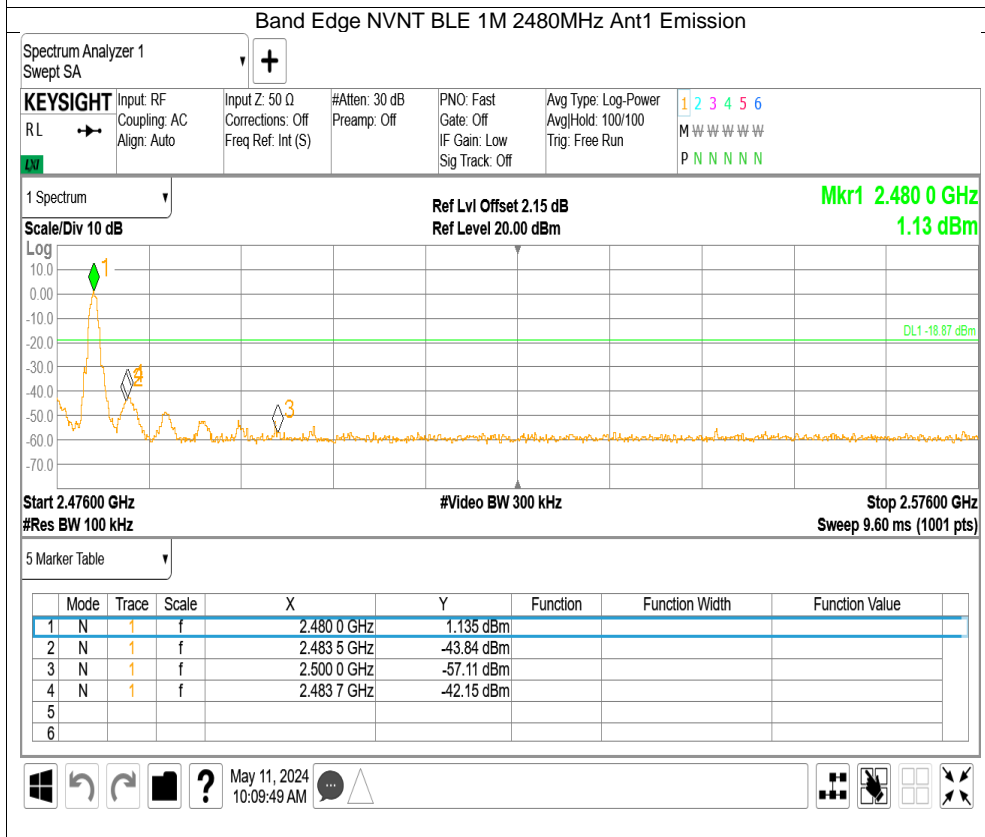 Band Edge NVNT BLE 1M 2480MHz Ant1 Emission
Spectrum Analyzer 1
Swept SA
+
KEYSIGHT Input: RF Input Z: 50 Ω #Atten: 30 dB PNO: Fast Avg Type: Log-Power 1 2 3 4 5 6
R L Coupling: AC Corrections: Off Preamp: Off Gate: Off Avg|Hold: 100/100 M W W W W W
Align: Auto Freq Ref: Int (S) IF Gain: Low Trig: Free Run
LXI Sig Track: Off P N N N N N
1 Spectrum Ref Lvl Offset 2.15 dB Mkr1 2.480 0 GHz
Scale/Div 10 dB Ref Level 20.00 dBm 1.13 dBm
Log
10.0 1
0.00
-10.0
-20.0 DL1 -18.87 dBm
-30.0
-40.0
-50.0 3
-60.0
-70.0
Start 2.47600 GHz #Video BW 300 kHz Stop 2.57600 GHz
#Res BW 100 kHz Sweep 9.60 ms (1001 pts)
5 Marker Table
Mode Trace Scale X Y Function Function Width Function Value
1 N 1 f 2.480 0 GHz 1.135 dBm
2 N 1 f 2.483 5 GHz -43.84 dBm
3 N 1 f 2.500 0 GHz -57.11 dBm
4 N 1 f 2.483 7 GHz -42.15 dBm
5
6
? May 11, 2024
10:09:49 AM